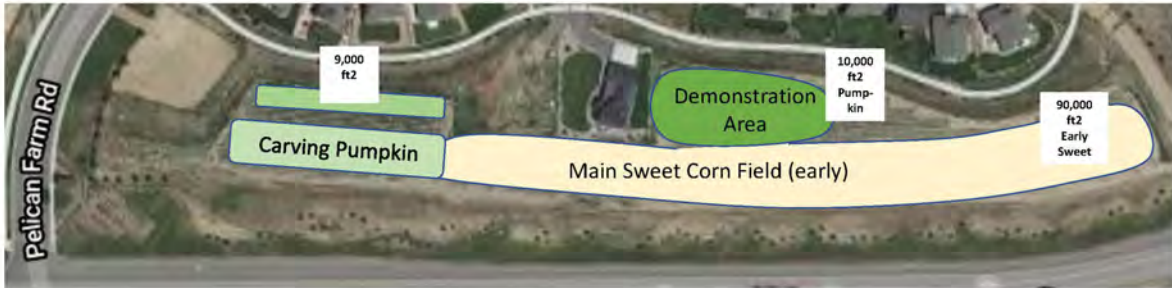 Pelican Farm Rd
9,000
ft2
Carving Pumpkin
Demonstration
Area
10,000
ft2
Pump-
kin
Main Sweet Corn Field (early)
90,000
ft2
Early
Sweet